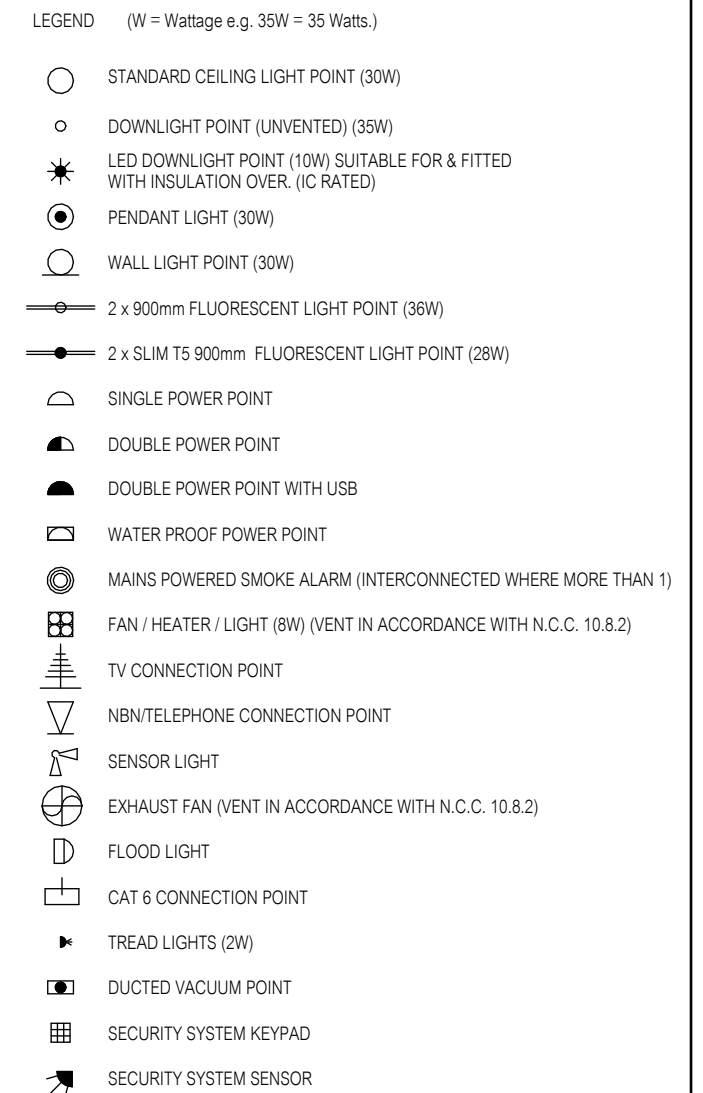 LEGEND (W = Wattage e.g. 35W = 35 Watts.)
STANDARD CEILING LIGHT POINT (30W)
DOWNLIGHT POINT (UNVENTED) (35W)
LED DOWNLIGHT POINT (10W) SUITABLE FOR & FITTED
WITH INSULATION OVER. (IC RATED)
PENDANT LIGHT (30W)
WALL LIGHT POINT (30W)
2 x 900mm FLUORESCENT LIGHT POINT (36W)
2 x SLIM T5 900mm FLUORESCENT LIGHT POINT (28W)
SINGLE POWER POINT
DOUBLE POWER POINT
DOUBLE POWER POINT WITH USB
WATER PROOF POWER POINT
MAINS POWERED SMOKE ALARM (INTERCONNECTED WHERE MORE THAN 1)
FAN / HEATER / LIGHT (8W) (VENT IN ACCORDANCE WITH N.C.C. 10.8.2)
TV CONNECTION POINT
NBN/TELEPHONE CONNECTION POINT
SENSOR LIGHT
EXHAUST FAN (VENT IN ACCORDANCE WITH N.C.C. 10.8.2)
FLOOD LIGHT
CAT 6 CONNECTION POINT
TREAD LIGHTS (2W)
DUCTED VACUUM POINT
SECURITY SYSTEM KEYPAD
SECURITY SYSTEM SENSOR